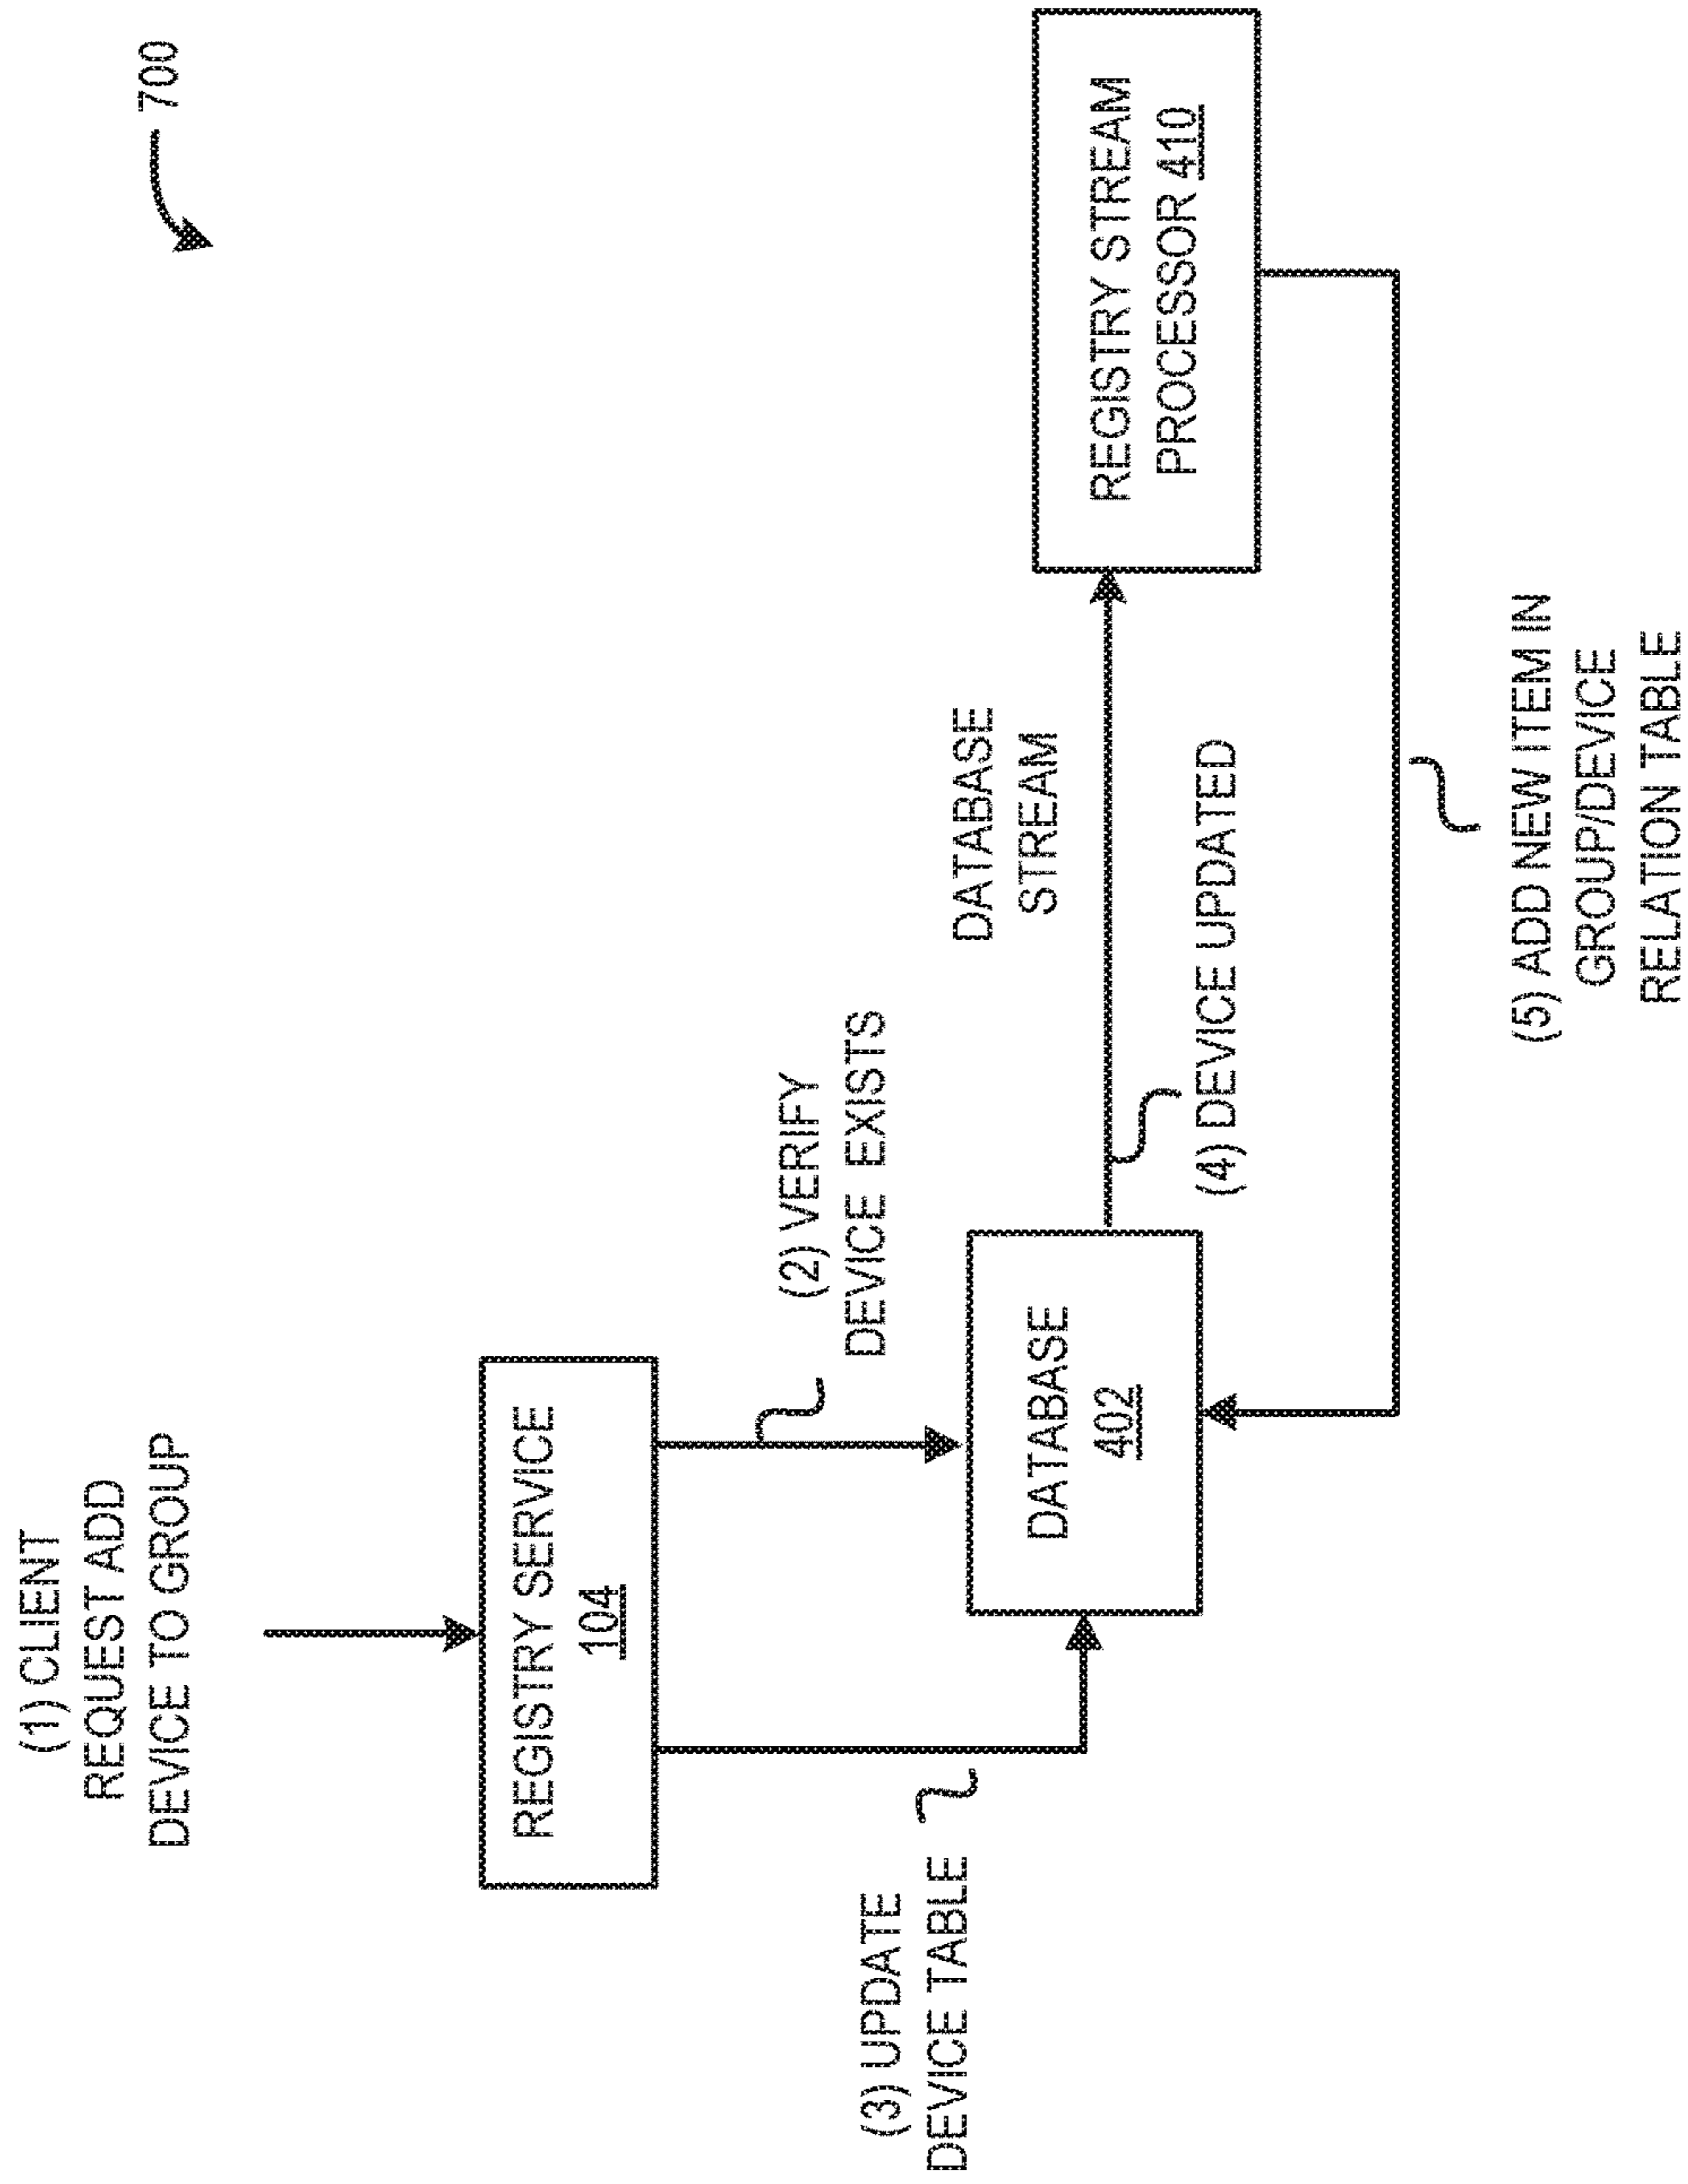 700
(1) CLIENT
REQUEST ADD
DEVICE TO GROUP
REGISTRY SERVICE
104
(2) VERIFY
DEVICE EXISTS
(3) UPDATE
DEVICE TABLE
DATABASE
402
DATABASE
STREAM
(4) DEVICE UPDATED
REGISTRY STREAM
PROCESSOR 410
(5) ADD NEW ITEM IN
GROUP/DEVICE
RELATION TABLE